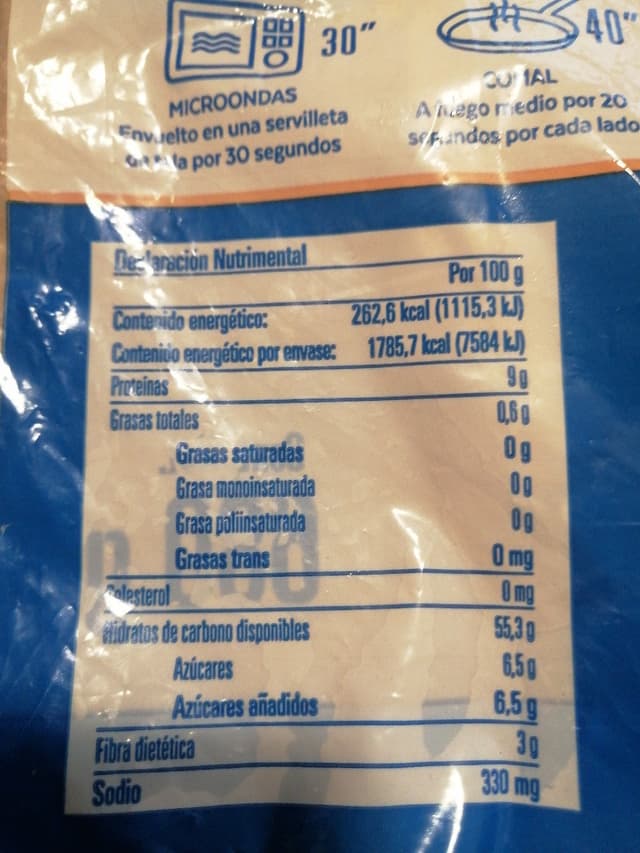 30"
40"
MICROONDAS
Envuelto en una servilleta
de tela por 30 segundos
COMAL
A fuego medio por 20
segundos por cada lado
Declaración Nutrimental
Por 100 g
Contenido energético: 262,6 kcal (1115,3 kJ)
Contenido energético por envase: 1785,7 kcal (7584 kJ)
Proteínas 9 g
Grasas totales 0,6 g
Grasas saturadas 0 g
Grasa monoinsaturada 0 g
Grasa poliinsaturada 0 g
Grasas trans 0 mg
Colesterol 0 mg
Hidratos de carbono disponibles 55,3 g
Azúcares 6,5 g
Azúcares añadidos 6,5 g
Fibra dietética 3 g
Sodio 330 mg